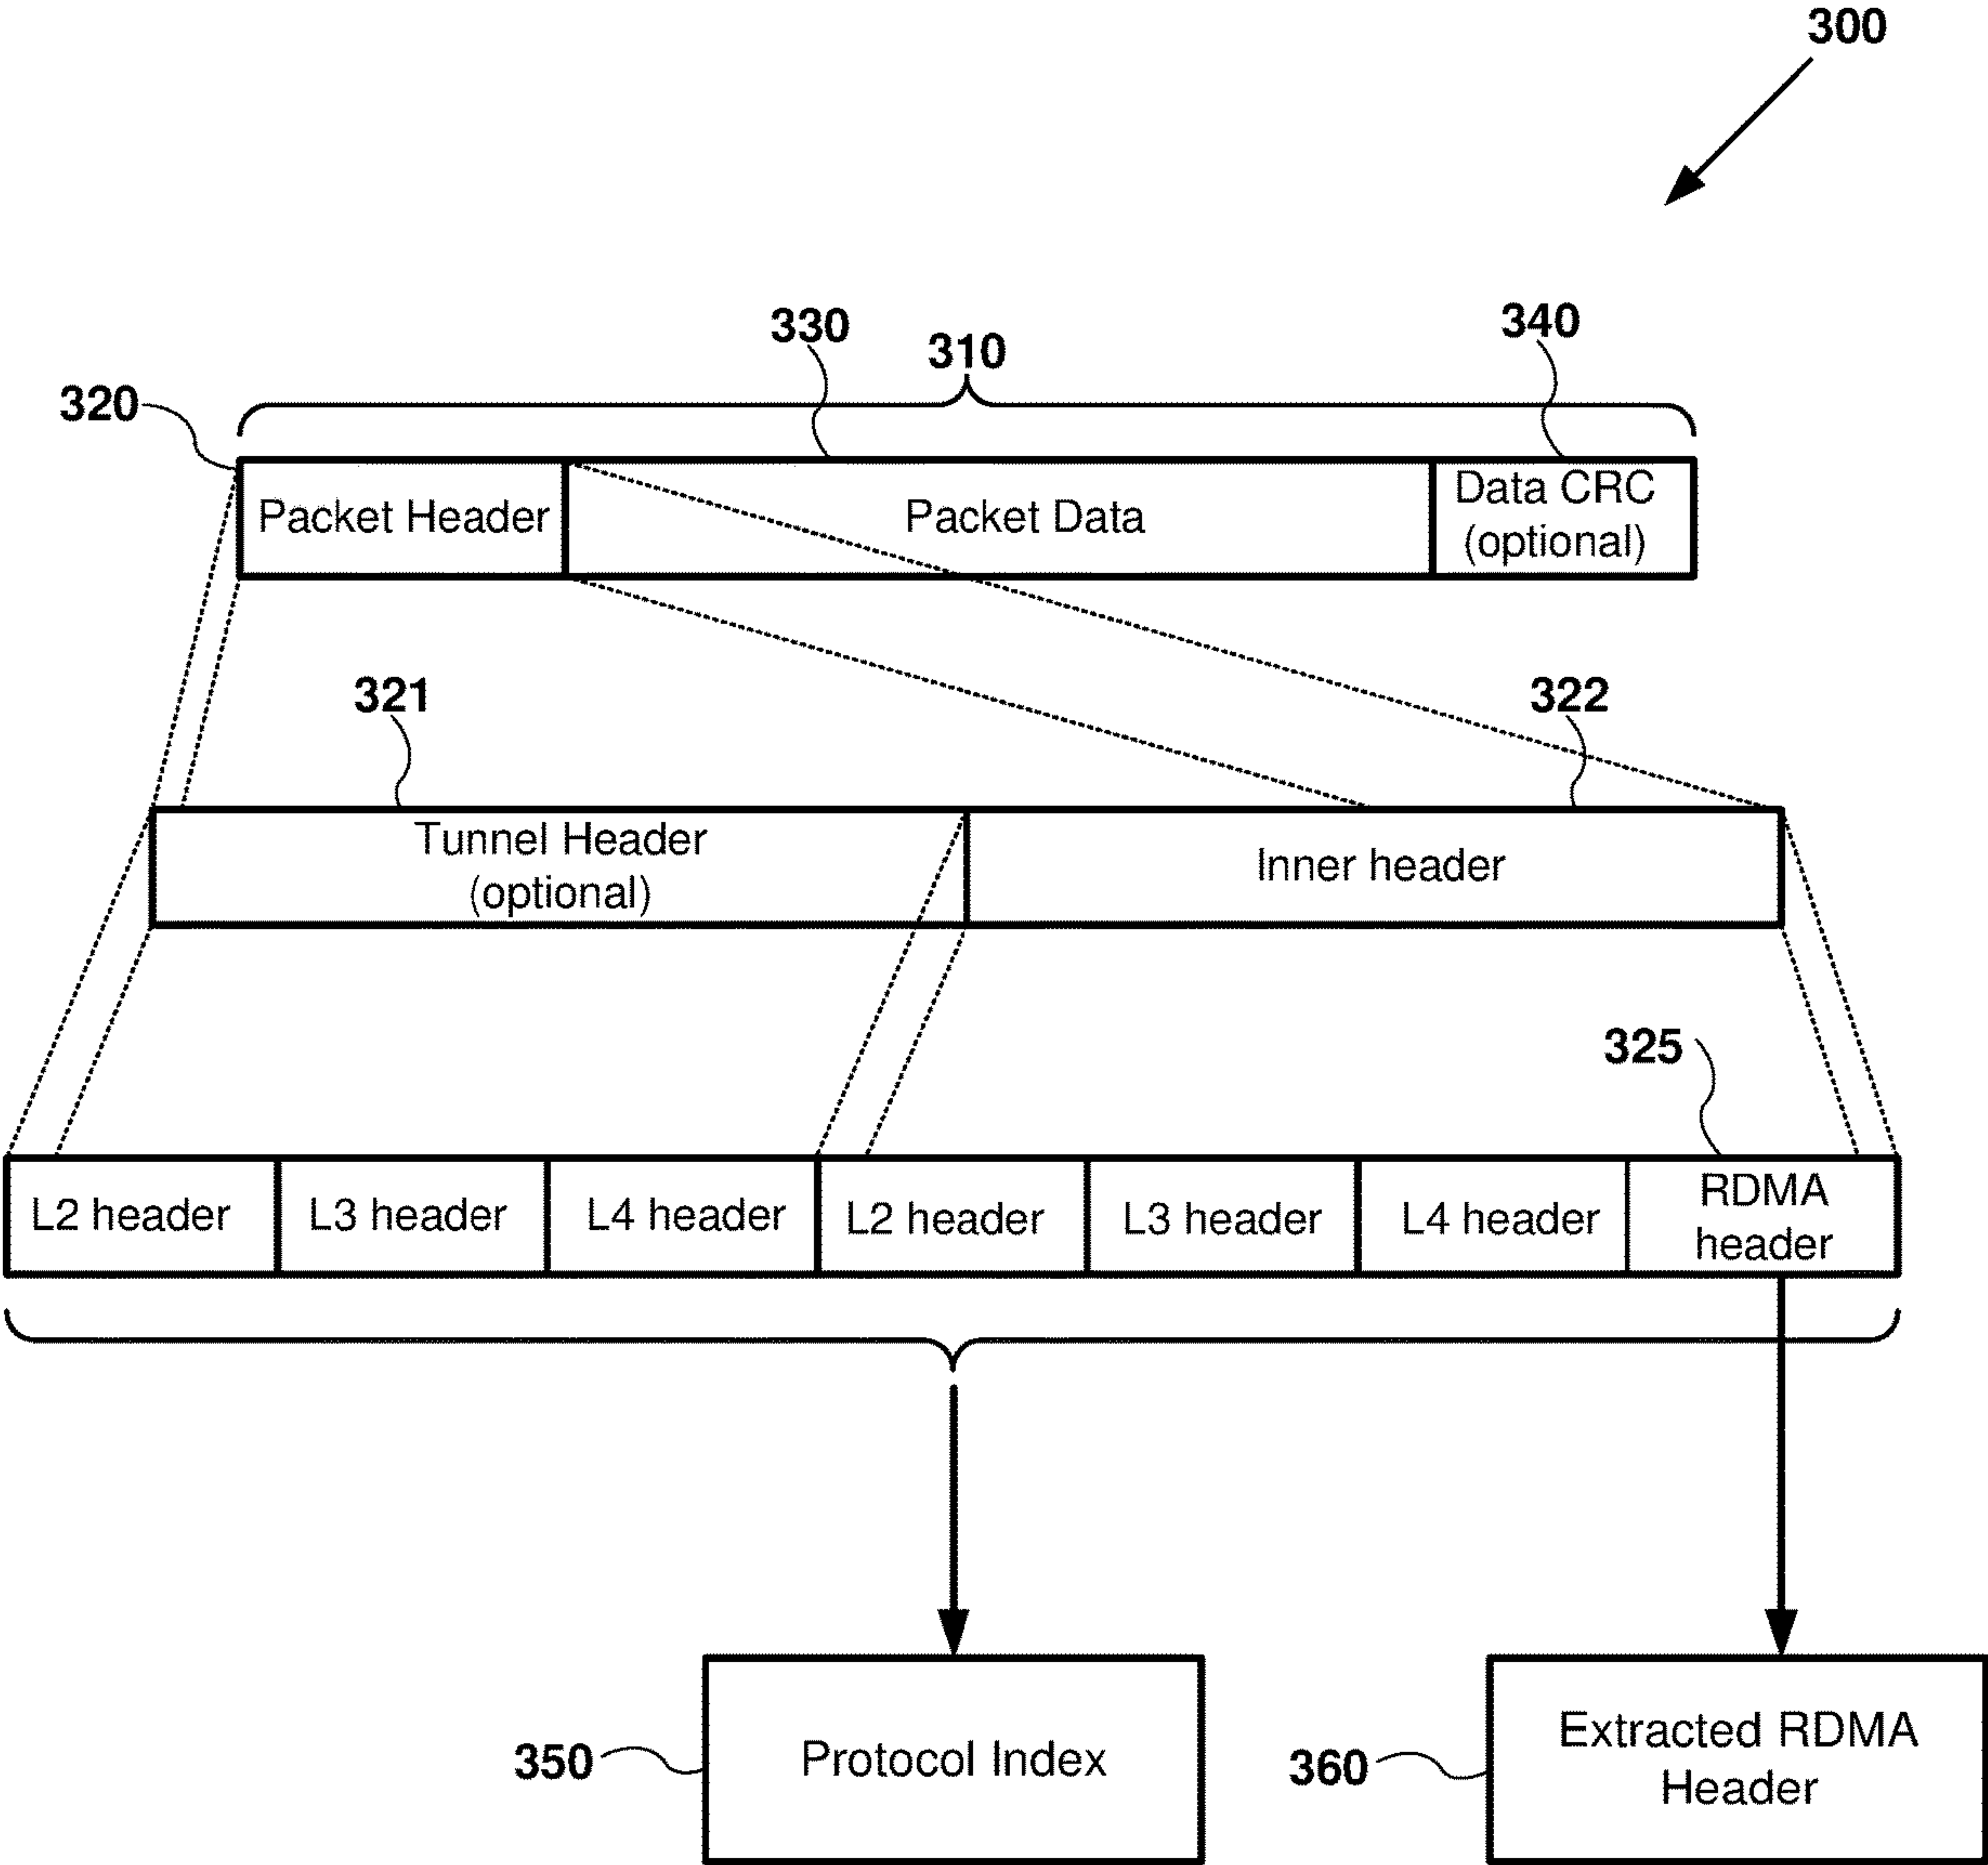 300
330
310
340
320
Packet Header
Packet Data
Data CRC
(optional)
321
322
Tunnel Header
(optional)
Inner header
325
L2 header
L3 header
L4 header
L2 header
L3 header
L4 header
RDMA
header
350
Protocol Index
360
Extracted RDMA
Header